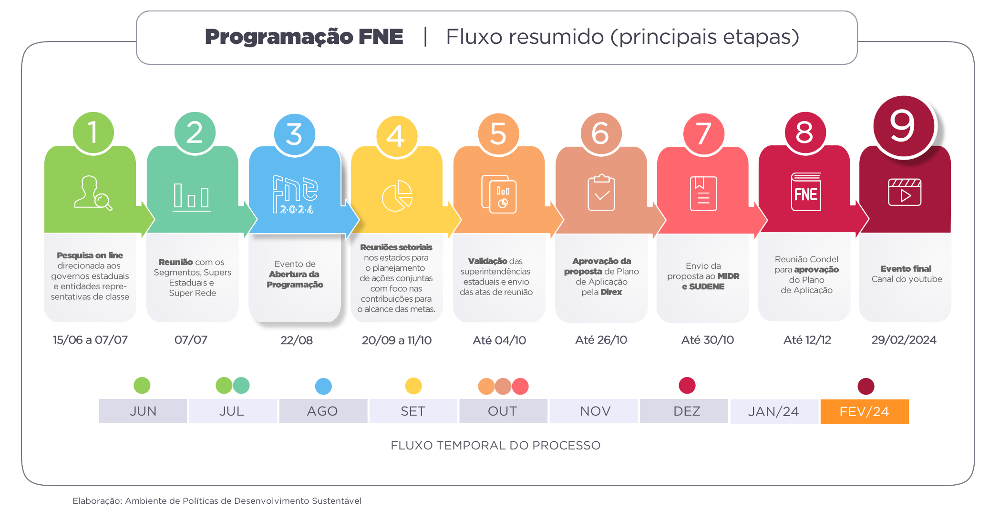 Programação FNE | Fluxo resumido (principais etapas)
1
2
3
4
5
6
7
8
9
fne
2·0·2·4
FNE
Pesquisa on line
direcionada aos
governos estaduais
e entidades repre-
sentativas de classe
Reunião com os
Segmentos, Supers
Estaduais e
Super Rede
Evento de
Abertura da
Programação
Reuniões setoriais
nos estados para
o planejamento
de ações conjuntas
com foco nas
contribuições para
o alcance das metas.
Validação das
superintendências
estaduais e envio
das atas de reunião
Aprovação da
proposta de Plano
de Aplicação
pela Direx
Envio da
proposta ao MIDR
e SUDENE
Reunião Condel
para aprovação
do Plano
de Aplicação
Evento final
Canal do youtube
15/06 a 07/07
07/07
22/08
20/09 a 11/10
Até 04/10
Até 26/10
Até 30/10
Até 12/12
29/02/2024
JUN
JUL
AGO
SET
OUT
NOV
DEZ
JAN/24
FEV/24
FLUXO TEMPORAL DO PROCESSO
Elaboração: Ambiente de Políticas de Desenvolvimento Sustentável